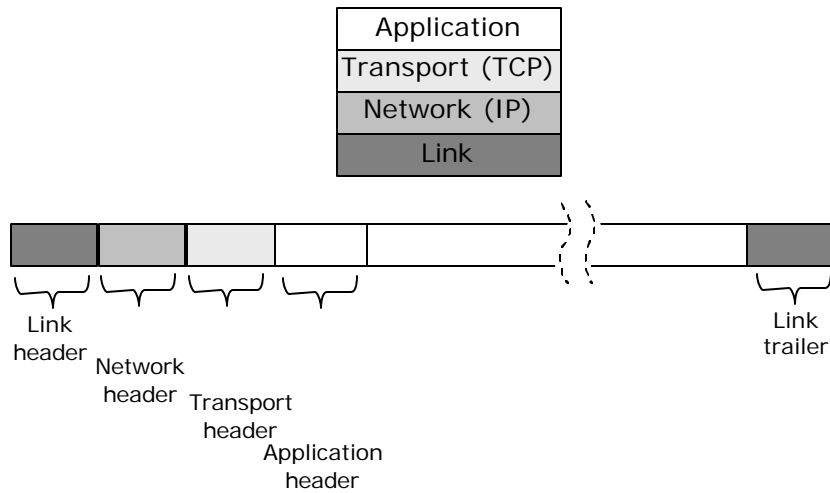 Application
Transport (TCP)
Network (IP)
Link
Link
header
Network
header
Transport
header
Application
header
Link
trailer